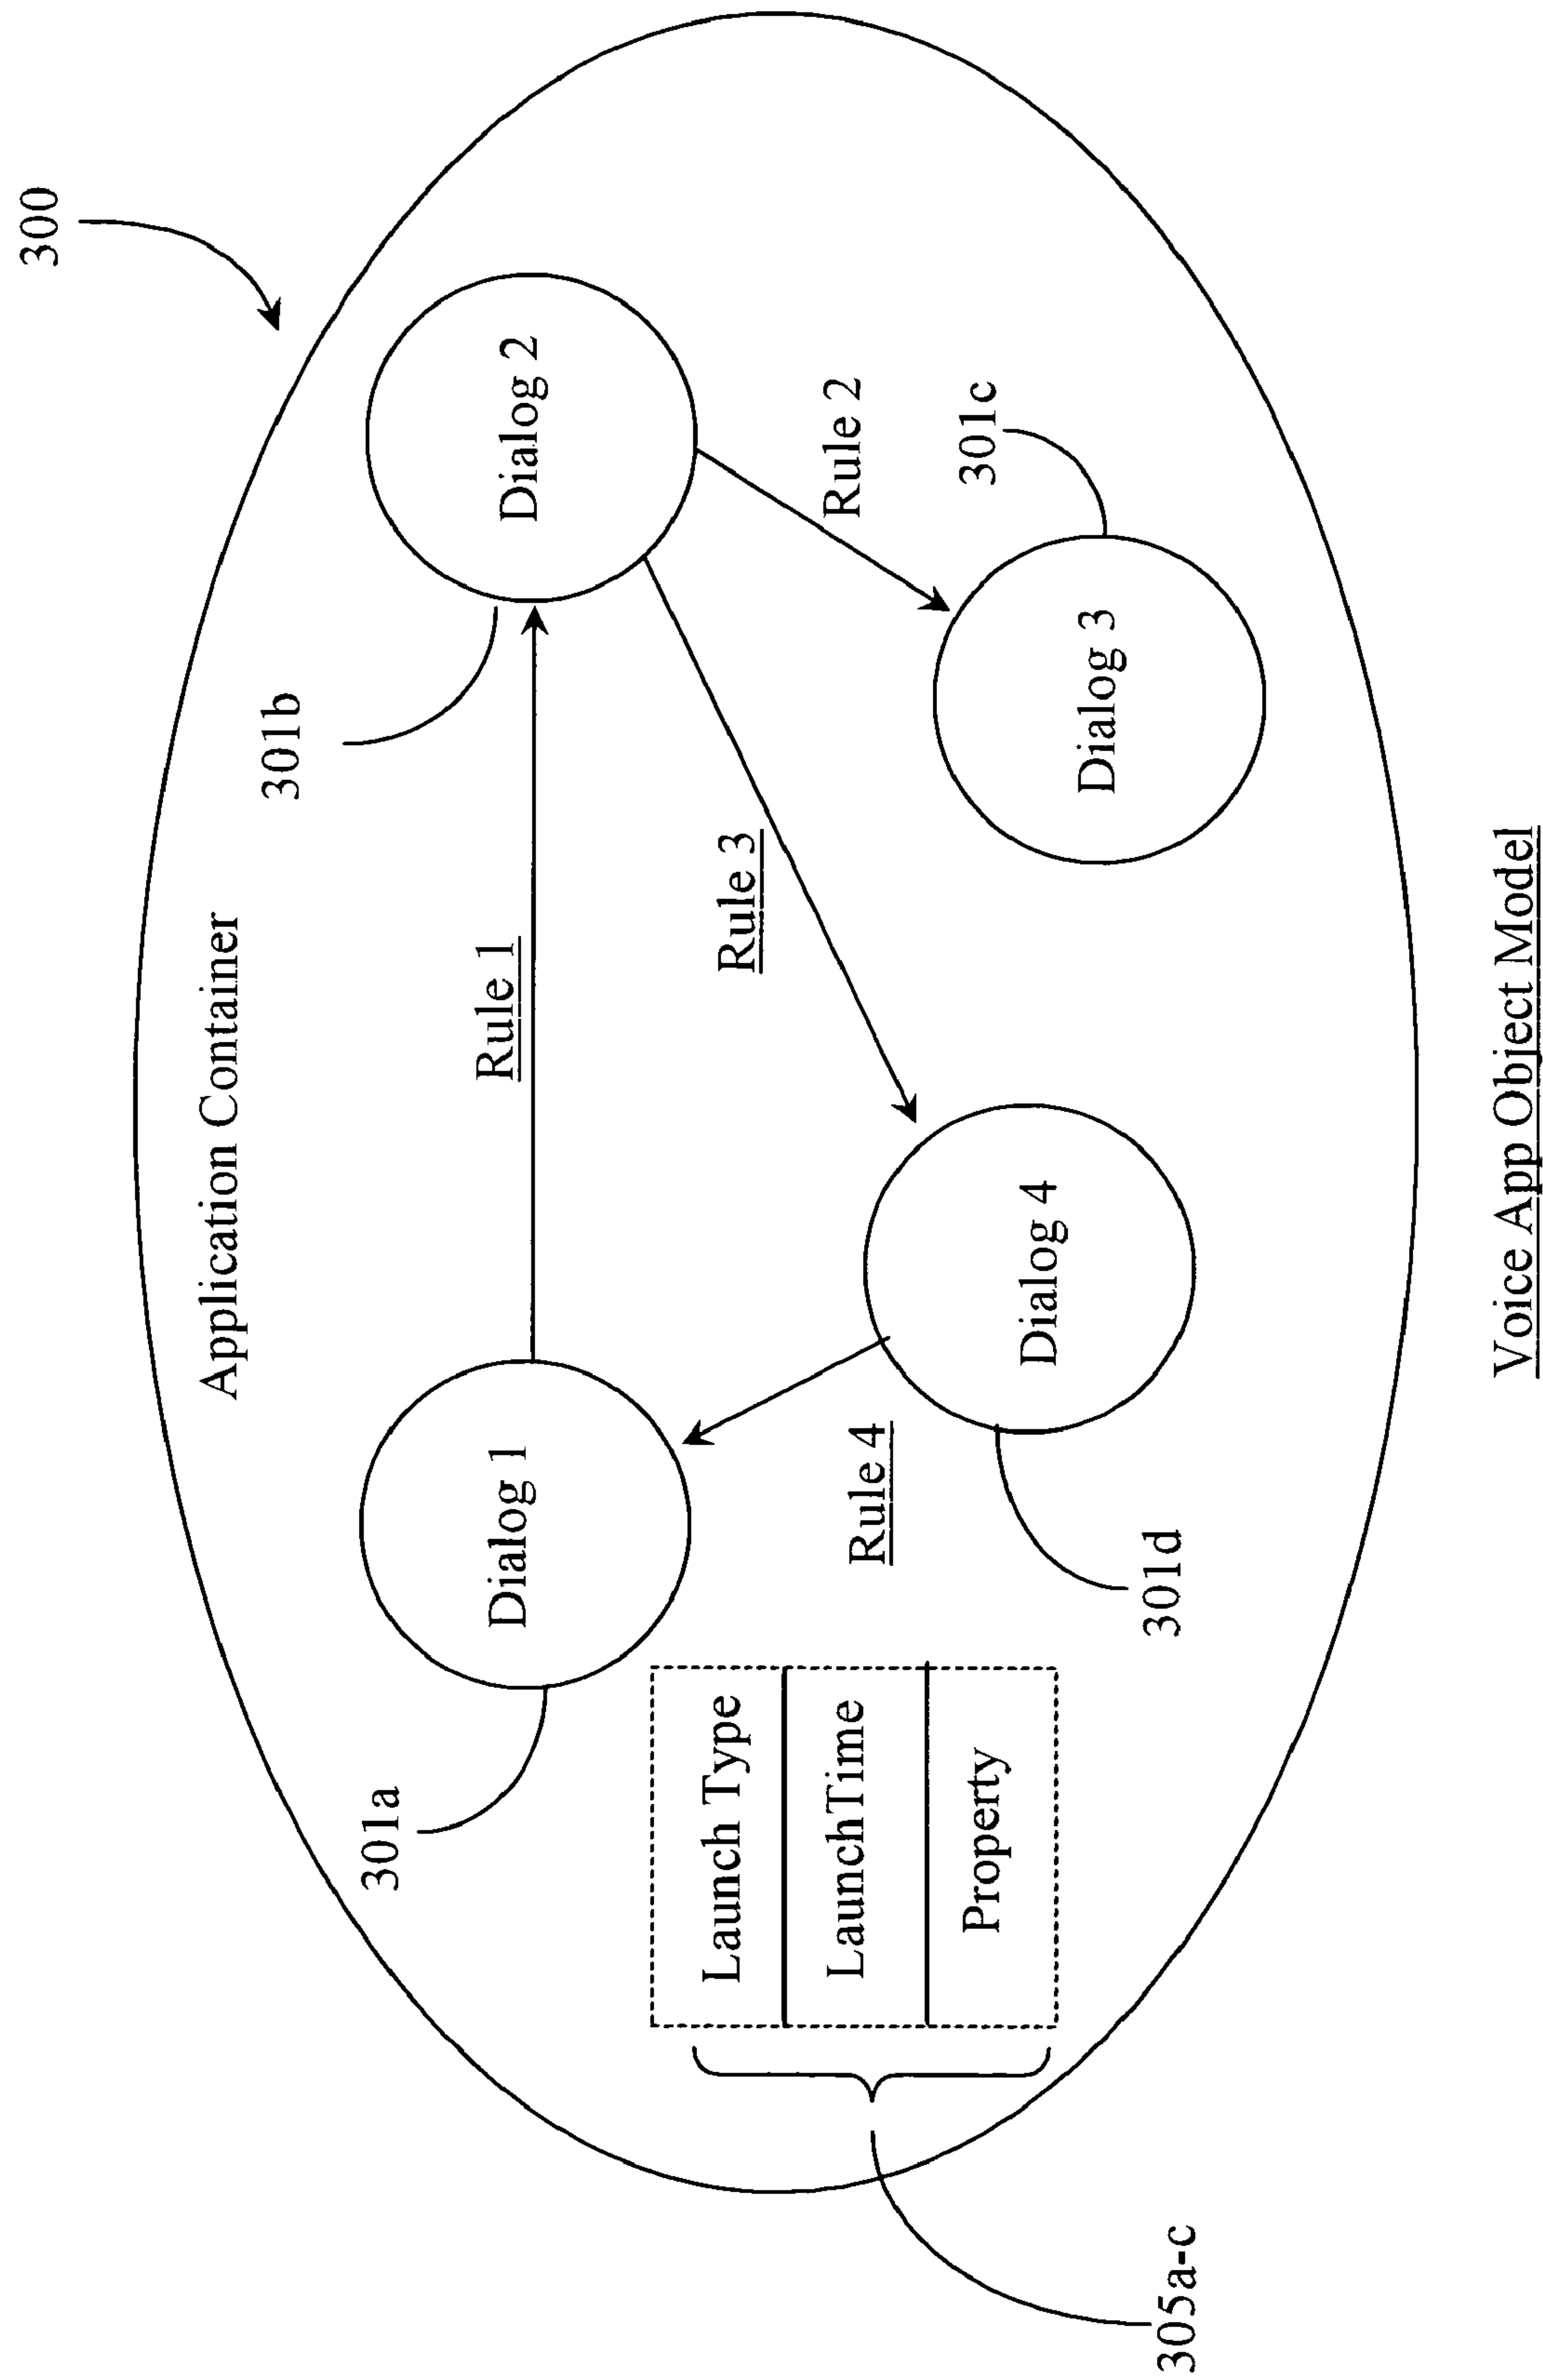 300
Application Container
301a
Dialog 1
Rule 1
301b
Dialog 2
Launch Type
LaunchTime
Property
Rule 4
Rule 3
Rule 2
Dialog 4
Dialog 3
301c
301d
305a-c
Voice App Object Model